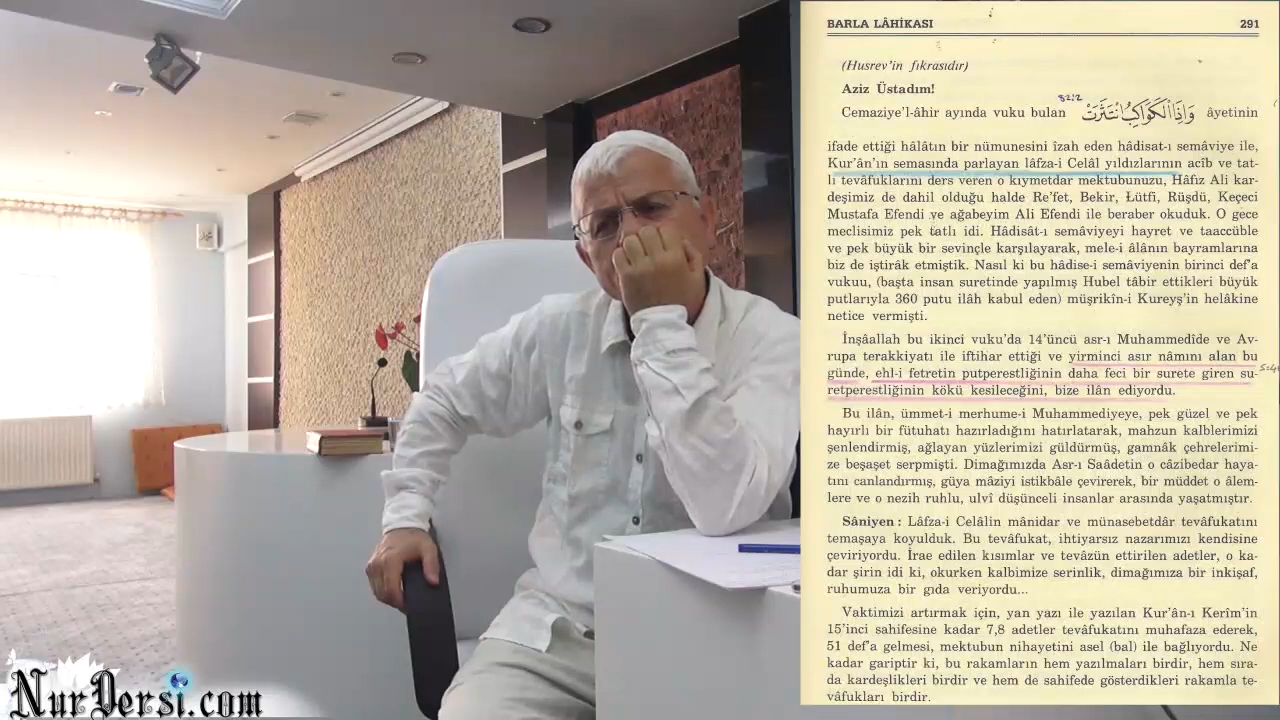 BARLA LÂHİKASI 291
(Husrev'in fıkrasıdır)
Aziz Üstadım!
Cemaziye'l-âhir ayında vuku bulan وَاِذَا الْكَوَاكِبُ انْتَثَرَتْ âyetinin
82:2
ifade ettiği hâlâtın bir nümunesini îzah eden hâdisat-ı semâviye ile,
Kur'ân'ın semasında parlayan lâfza-i Celâl yıldızlarının acîb ve tat-
lı tevâfuklarını ders veren o kıymetdar mektubunuzu, Hâfız Ali kar-
deşimiz de dahil olduğu halde Re'fet, Bekir, Lütfi, Rüşdü, Keçeci
Mustafa Efendi ve ağabeyim Ali Efendi ile beraber okuduk. O gece
meclisimiz pek tatlı idi. Hâdisât-ı semâviyeyi hayret ve taaccüble
ve pek büyük bir sevinçle karşılayarak, mele-i âlânın bayramlarına
biz de iştirâk etmiştik. Nasıl ki bu hâdise-i semâviyenin birinci def'a
vukuu, (başta insan suretinde yapılmış Hubel tâbir ettikleri büyük
putlarıyla 360 putu ilâh kabul eden) müşrikîn-i Kureyş'in helâkine
netice vermişti.
İnşâallah bu ikinci vuku'da 14'üncü asr-ı Muhammedîde ve Av-
rupa terakkiyatı ile iftihar ettiği ve yirminci asır nâmını alan bu
günde, ehl-i fetretin putperestliğinin daha feci bir surete giren su-
retperestliğinin kökü kesileceğini, bize ilân ediyordu.
Bu ilân, ümmet-i merhume-i Muhammediyeye, pek güzel ve pek
hayırlı bir fütuhatı hazırladığını hatırlatarak, mahzun kalblerimizi
şenlendirmiş, ağlayan yüzlerimizi güldürmüş, gamnâk çehrelerimi-
ze beşaşet serpmişti. Dimağımızda Asr-ı Saâdetin o câzibedar haya-
tını canlandırmış, gûya mâziyi istikbâle çevirerek, bir müddet o âlem-
lere ve o nezih ruhlu, ulvî düşünceli insanlar arasında yaşatmıştır.
Sâniyen : Lâfza-i Celâlin mânidar ve münasebetdâr tevâfukatını
temaşaya koyulduk. Bu tevâfukat, ihtiyarsız nazarımızı kendisine
çeviriyordu. İrae edilen kısımlar ve tevâzün ettirilen adetler, o ka-
dar şirin idi ki, okurken kalbimize serinlik, dimağımıza bir inkişaf,
ruhumuza bir gıda veriyordu...
Vaktimizi artırmak için, yan yazı ile yazılan Kur'ân-ı Kerîm'in
15'inci sahifesine kadar 7,8 adetler tevâfukatını muhafaza ederek,
51 def'a gelmesi, mektubun nihayetini asel (bal) ile bağlıyordu. Ne
kadar gariptir ki, bu rakamların hem yazılmaları birdir, hem sıra-
da kardeşlikleri birdir ve hem de sahifede gösterdikleri rakamla te-
vâfukları birdir.
NurDersi.com